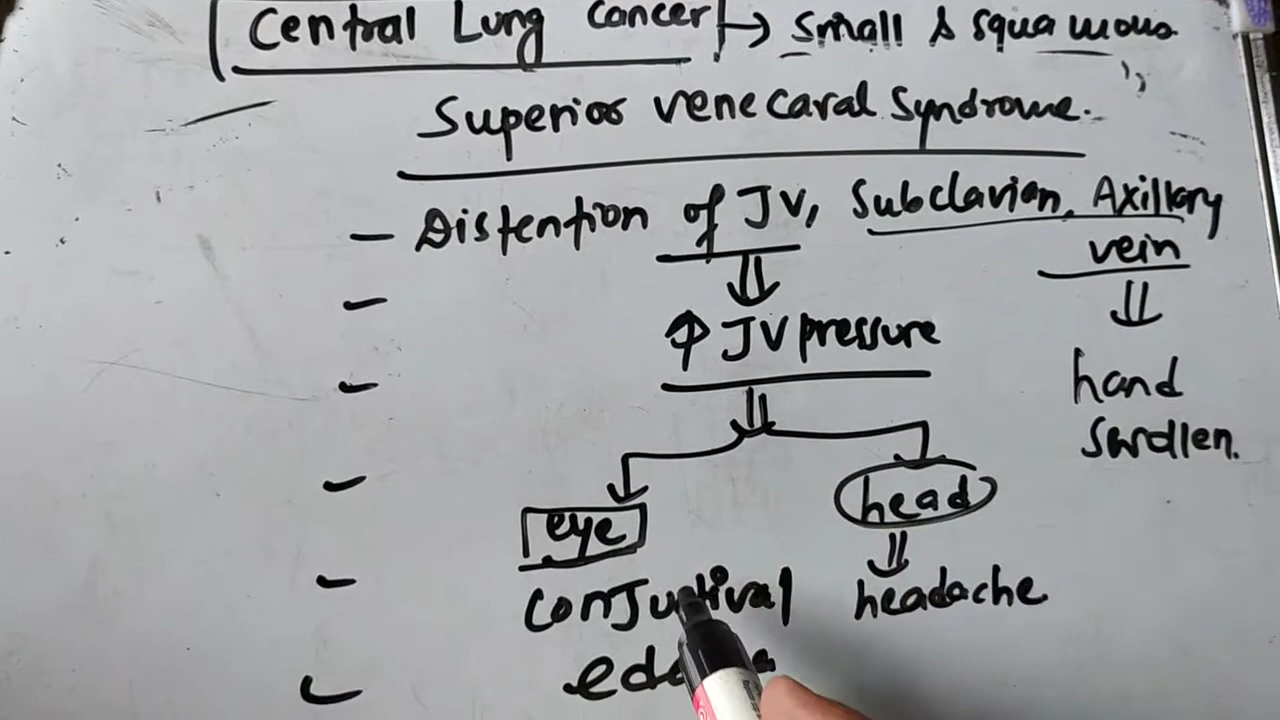 Central Lung Cancer → Small & squamous
Superior venecaval Syndrome.
- Distention of JV, Subclavian, Axillary
vein
↑ JV pressure
hand
Swollen.
eye
head
headache